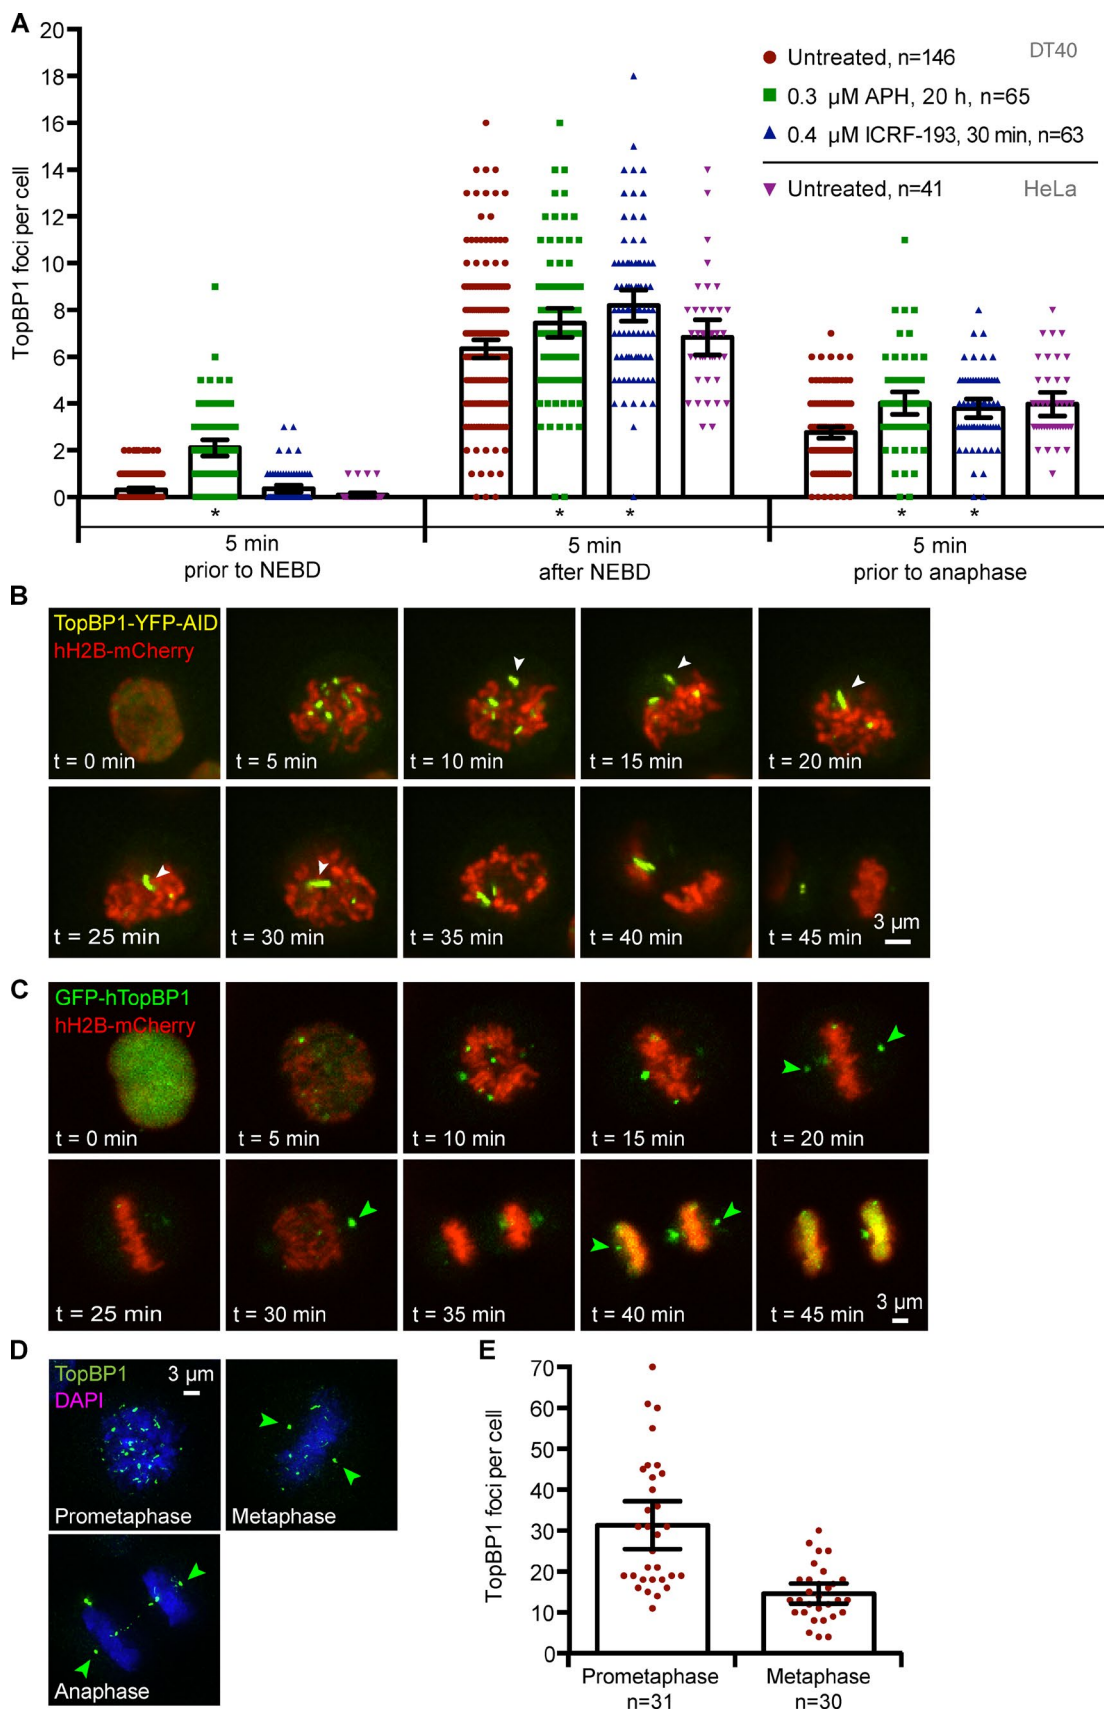 A
20
18
16
14
12
10
8
6
4
2
0
TopBP1 foci per cell
Untreated, n=146 DT40
0.3 μM APH, 20 h, n=65
0.4 μM ICRF-193, 30 min, n=63
Untreated, n=41 HeLa
* * * * *
5 min
prior to NEBD
5 min
after NEBD
5 min
prior to anaphase
B
TopBP1-YFP-AID
hH2B-mCherry
t = 0 min
t = 5 min
t = 10 min
t = 15 min
t = 20 min
t = 25 min
t = 30 min
t = 35 min
t = 40 min
t = 45 min
3 μm
C
GFP-hTopBP1
hH2B-mCherry
t = 0 min
t = 5 min
t = 10 min
t = 15 min
t = 20 min
t = 25 min
t = 30 min
t = 35 min
t = 40 min
t = 45 min
3 μm
D
TopBP1
DAPI
3 μm
Prometaphase
Metaphase
Anaphase
E
70
60
50
40
30
20
10
0
TopBP1 foci per cell
Prometaphase
n=31
Metaphase
n=30